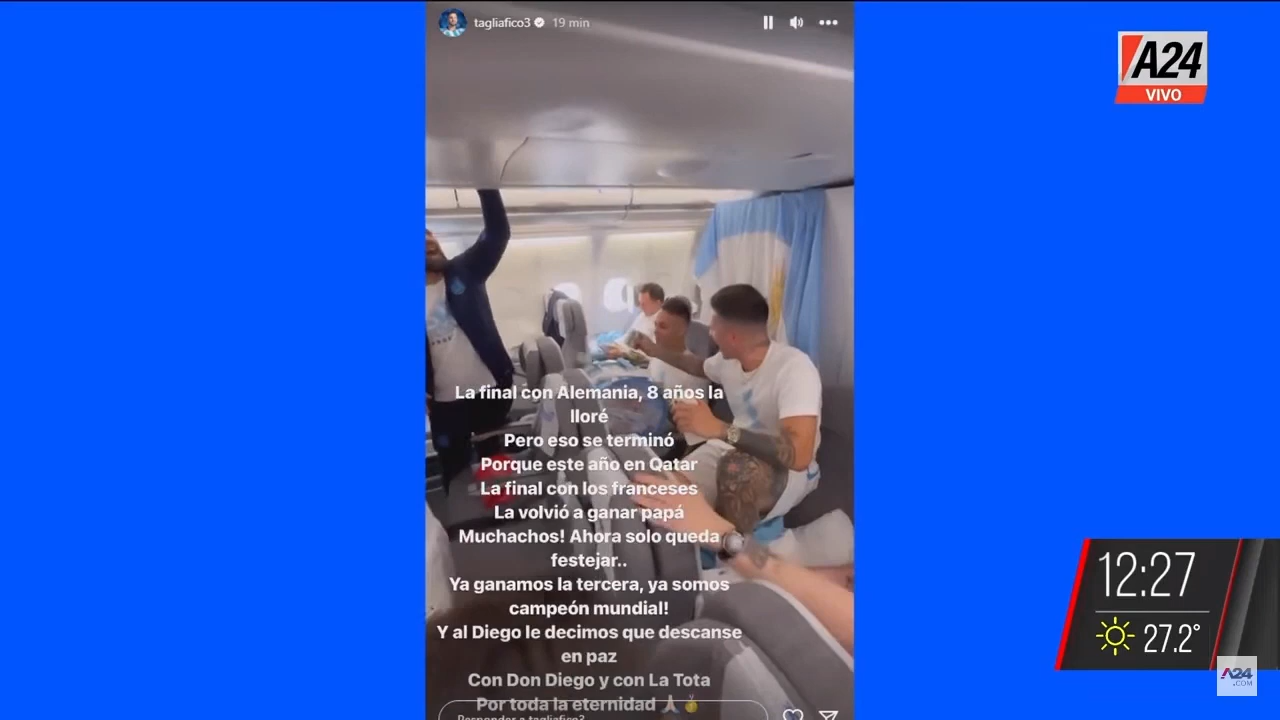 tagliafico3 19 min
A24
VIVO
La final con Alemania, 8 años la
lloré
Pero eso se terminó
Porque este año en Qatar
La final con los franceses
La volvió a ganar papá
Muchachos! Ahora solo queda
festejar..
Ya ganamos la tercera, ya somos
campeón mundial!
Y al Diego le decimos que descanse
en paz
Con Don Diego y con La Tota
Por toda la eternidad 🙏🏻🏅
Responder a tagliafico3
12:27
27.2°
A24
.COM